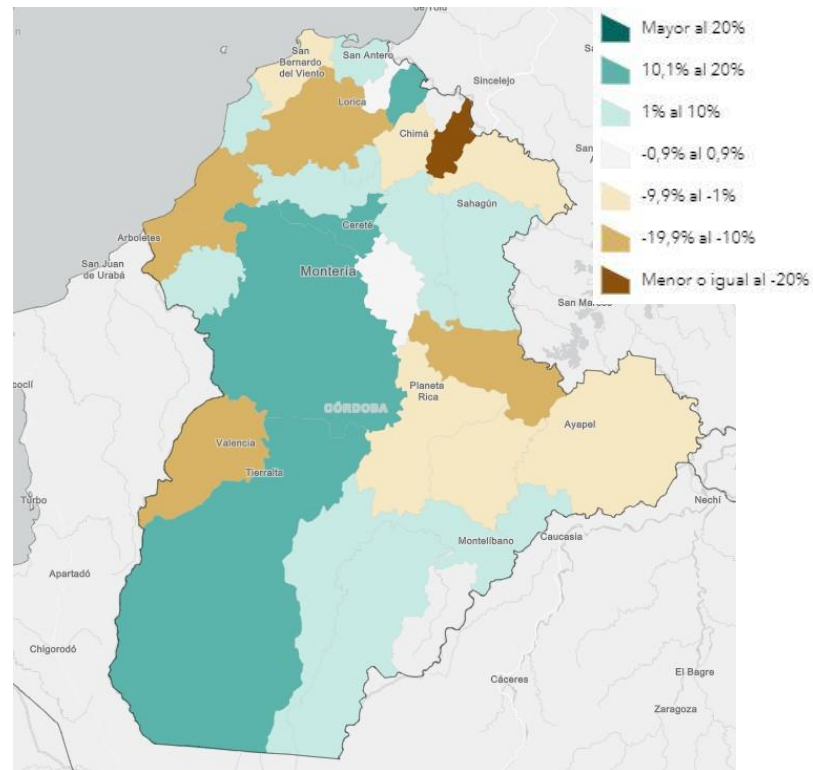 de Tolú
Mayor al 20%
10,1% al 20%
1% al 10%
-0,9% al 0,9%
-9,9% al -1%
-19,9% al -10%
Menor o igual al -20%
San
Bernardo
del Viento
San Antero
Sincelejo
Lorica
Chimá
Sahagún
Cereté
Arboletes
San Juan
de Urabá
Montería
San Marcos
Planeta
Rica
CÓRDOBA
Ayapel
Valencia
Tierralta
Turbo
Nechí
Montelíbano
Caucasia
Apartadó
Chigorodó
Cáceres
El Bagre
Zaragoza